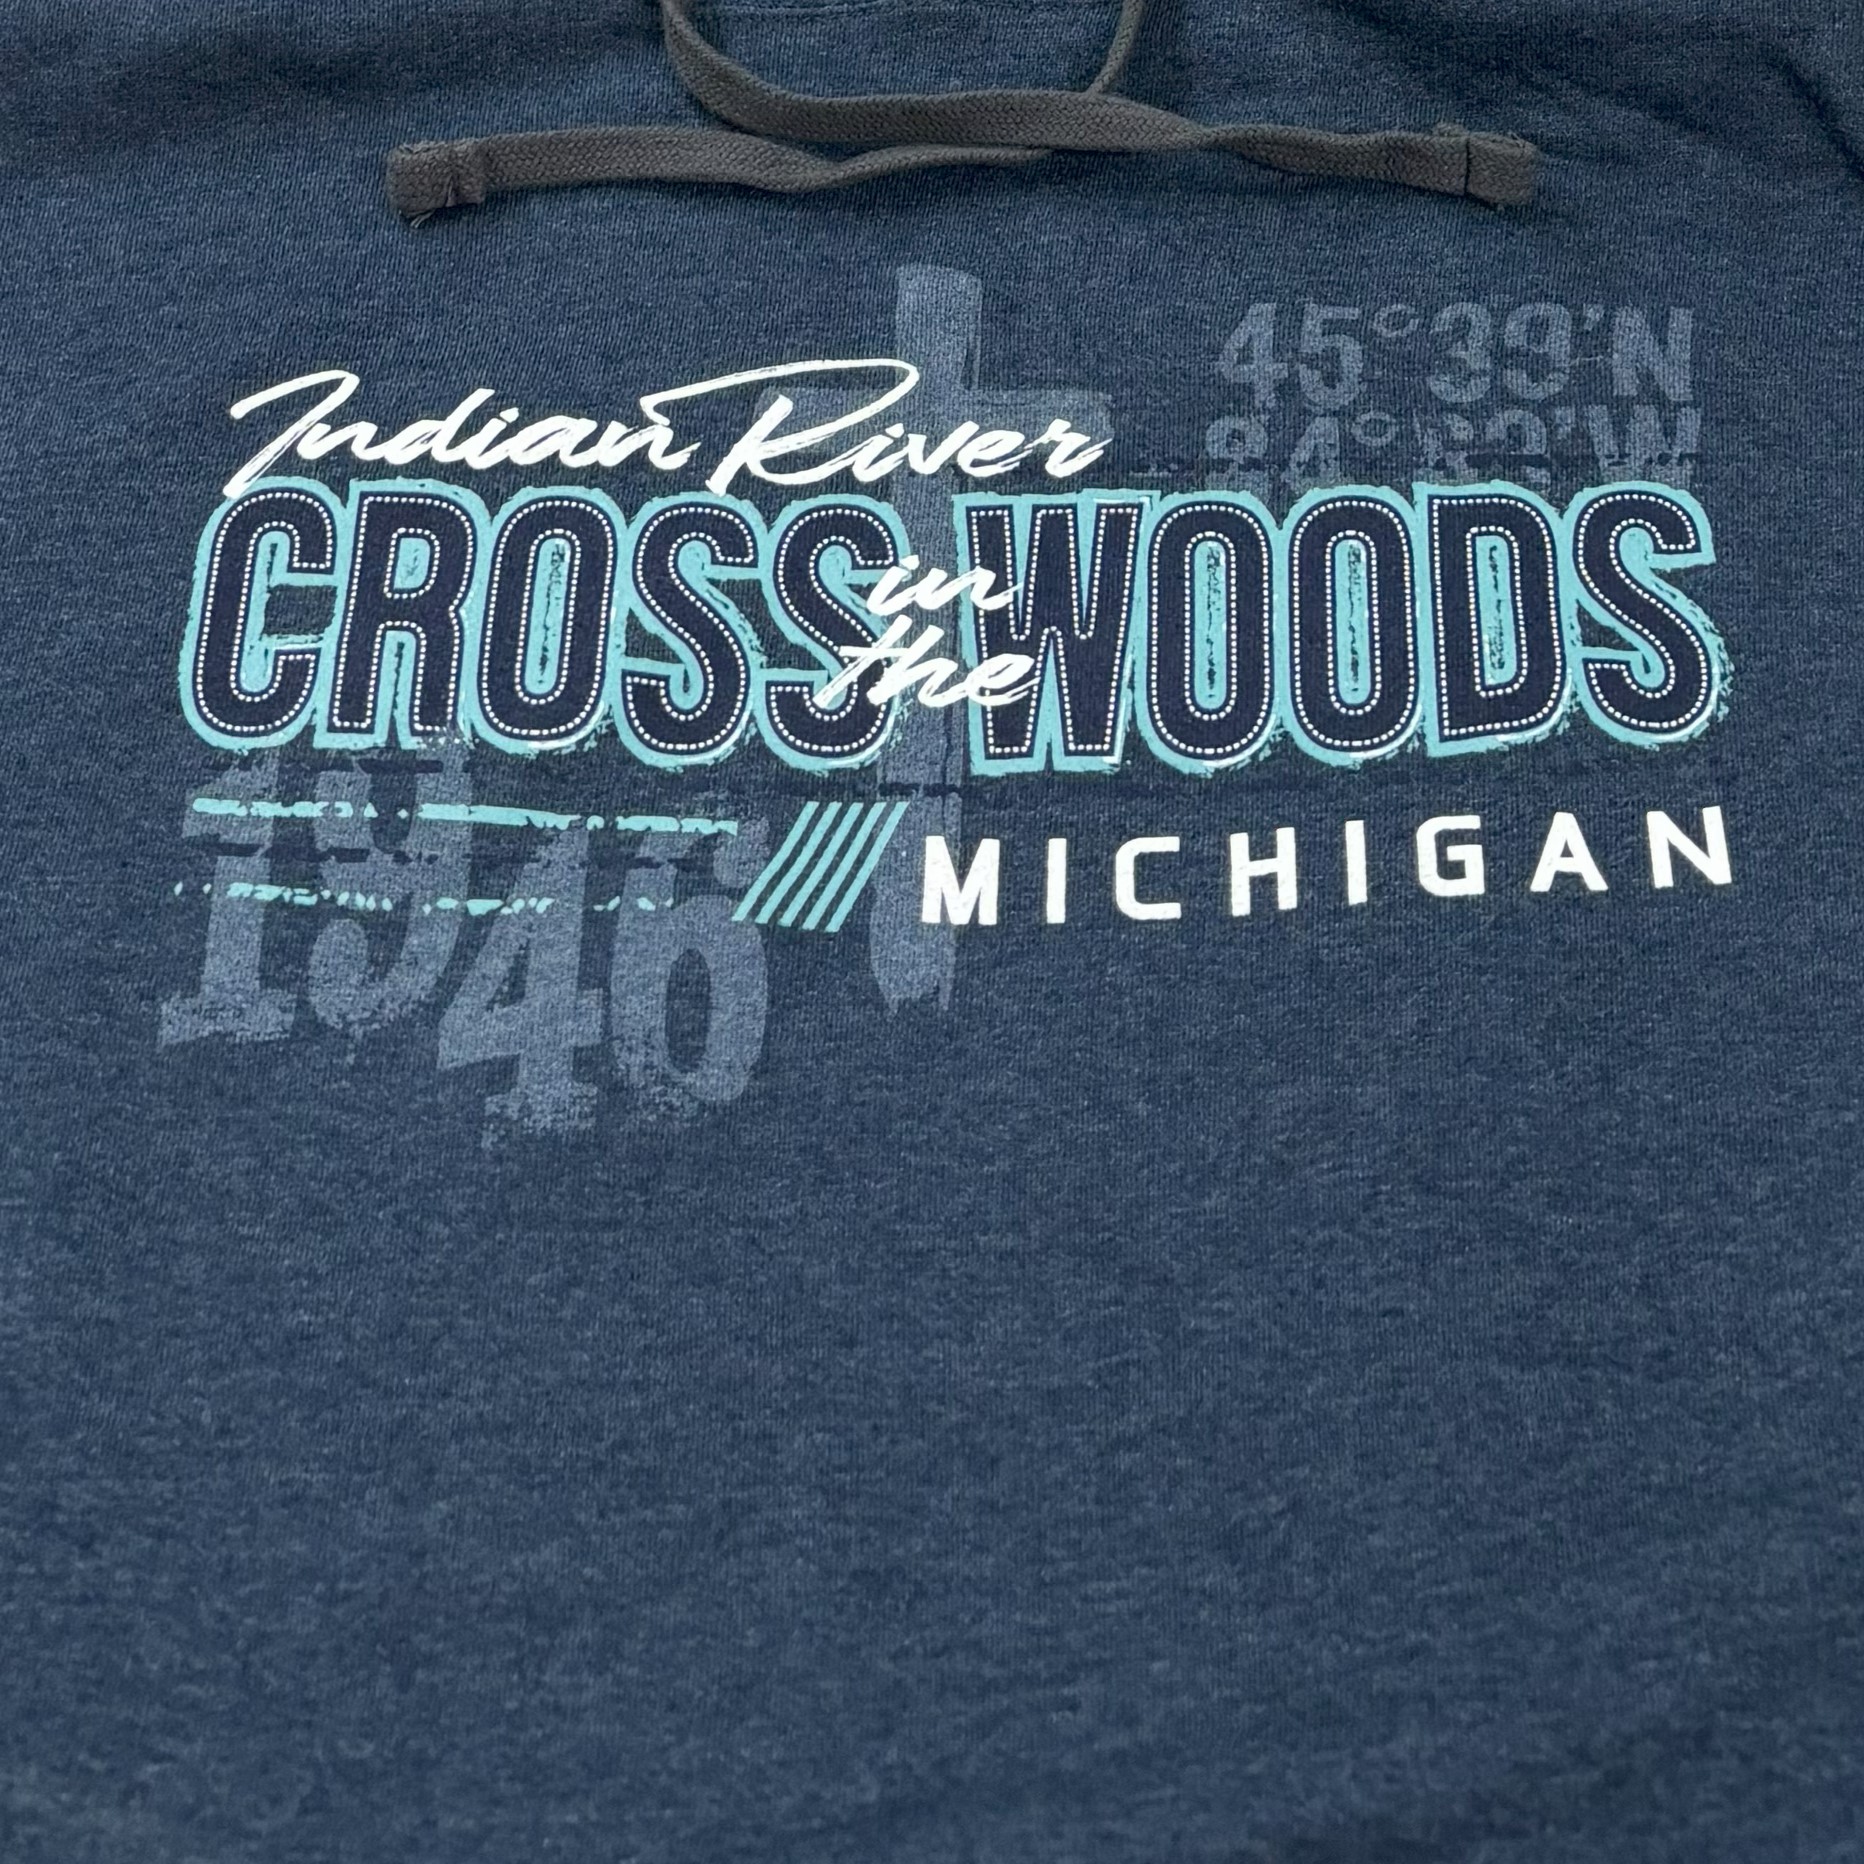 45°39'N
Indian River
CROSS in the WOODS
1946
MICHIGAN